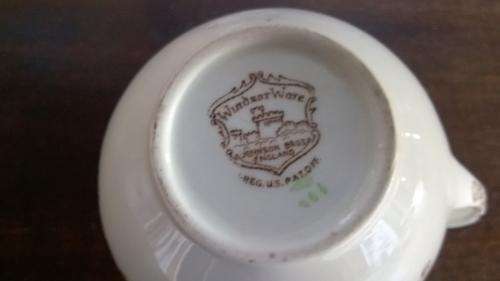 Windsor Ware
JOHNSON BROS
ENGLAND
REG. U.S. PAT. OFF.